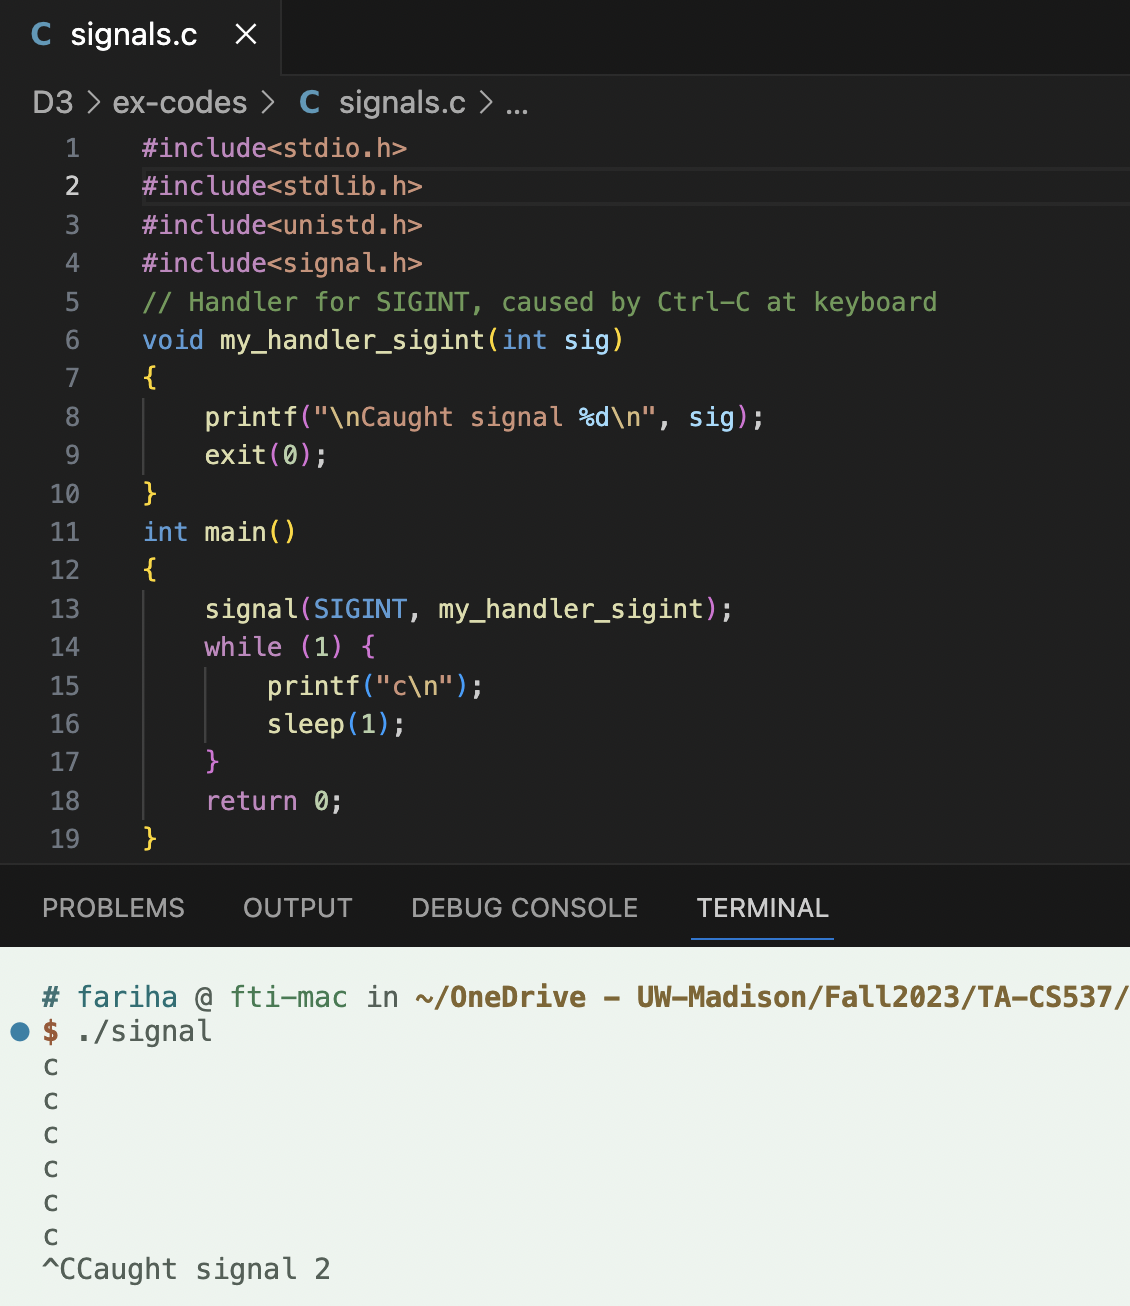 C signals.c ×
D3 > ex-codes > C signals.c > ...
1 #include<stdio.h>
2 #include<stdlib.h>
3 #include<unistd.h>
4 #include<signal.h>
5 // Handler for SIGINT, caused by Ctrl-C at keyboard
6 void my_handler_sigint(int sig)
7 {
8     printf("\nCaught signal %d\n", sig);
9     exit(0);
10 }
11 int main()
12 {
13     signal(SIGINT, my_handler_sigint);
14     while (1) {
15         printf("c\n");
16         sleep(1);
17     }
18     return 0;
19 }
PROBLEMS OUTPUT DEBUG CONSOLE TERMINAL
# fariha @ fti-mac in ~/OneDrive - UW-Madison/Fall2023/TA-CS537/
$ ./signal
c
c
c
c
c
c
^CCaught signal 2